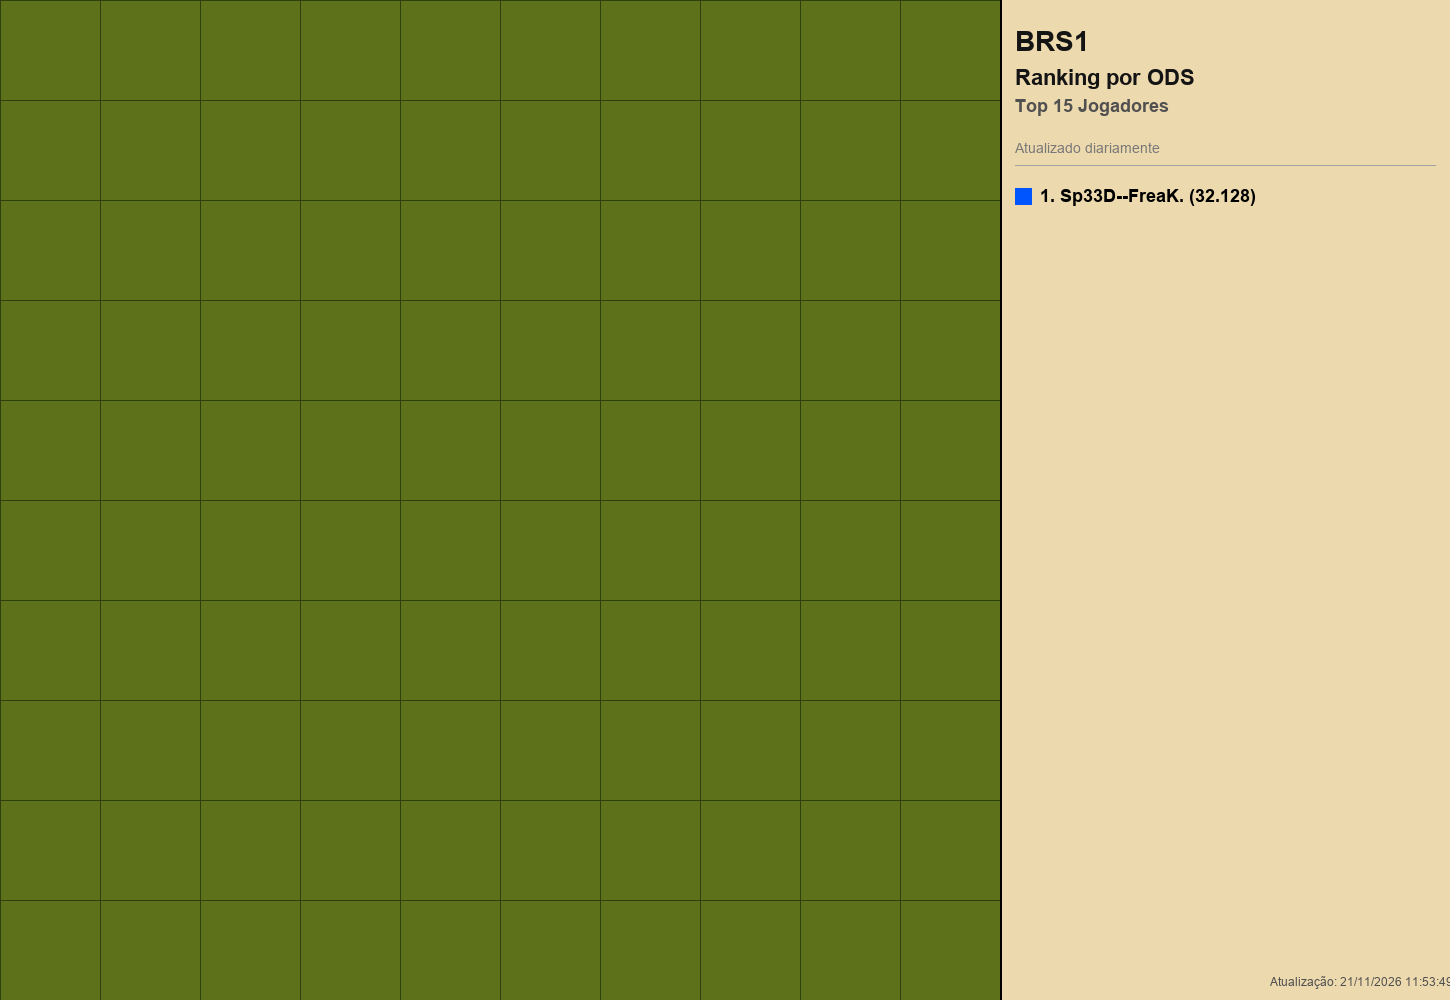 BRS1
Ranking por ODS
Top 15 Jogadores
Atualizado diariamente
1. Sp33D--FreaK. (32.128)
Atualização: 21/11/2026 11:53:49